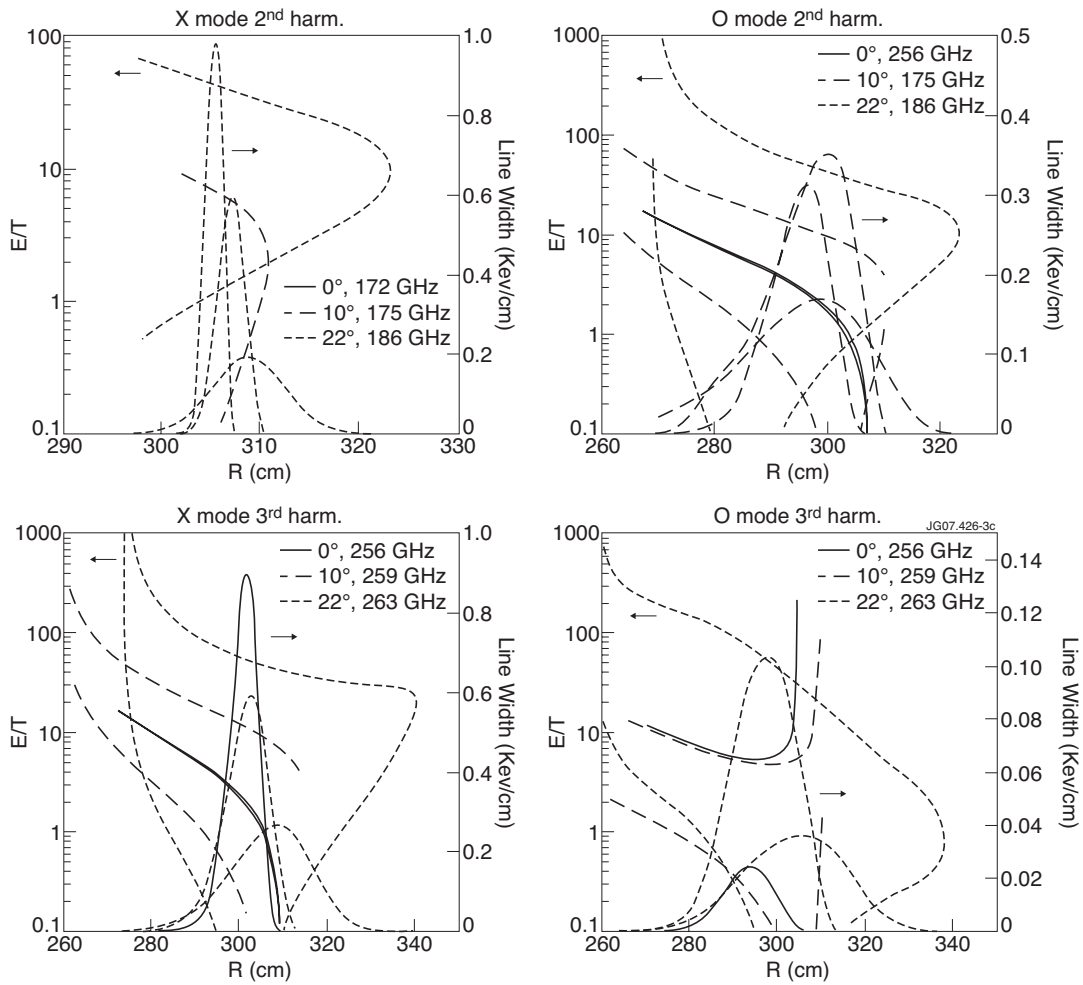 X mode 2nd harm.
100
10
1
0.1
E/T
1.0
0.8
0.6
0.4
0.2
0
Line Width (Kev/cm)
0°, 172 GHz
10°, 175 GHz
22°, 186 GHz
290 300 310 320 330
R (cm)
O mode 2nd harm.
1000
100
10
1
0.1
E/T
0.5
0.4
0.3
0.2
0.1
0
Line Width (Kev/cm)
0°, 256 GHz
10°, 175 GHz
22°, 186 GHz
260 280 300 320
R (cm)
X mode 3rd harm.
1000
100
10
1
0.1
E/T
1.0
0.8
0.6
0.4
0.2
0
Line Width (Kev/cm)
0°, 256 GHz
10°, 259 GHz
22°, 263 GHz
260 280 300 320 340
R (cm)
O mode 3rd harm.
JG07.426-3c
1000
100
10
1
0.1
E/T
0.14
0.12
0.10
0.08
0.06
0.04
0.02
0
Line Width (Kev/cm)
0°, 256 GHz
10°, 259 GHz
22°, 263 GHz
260 280 300 320 340
R (cm)